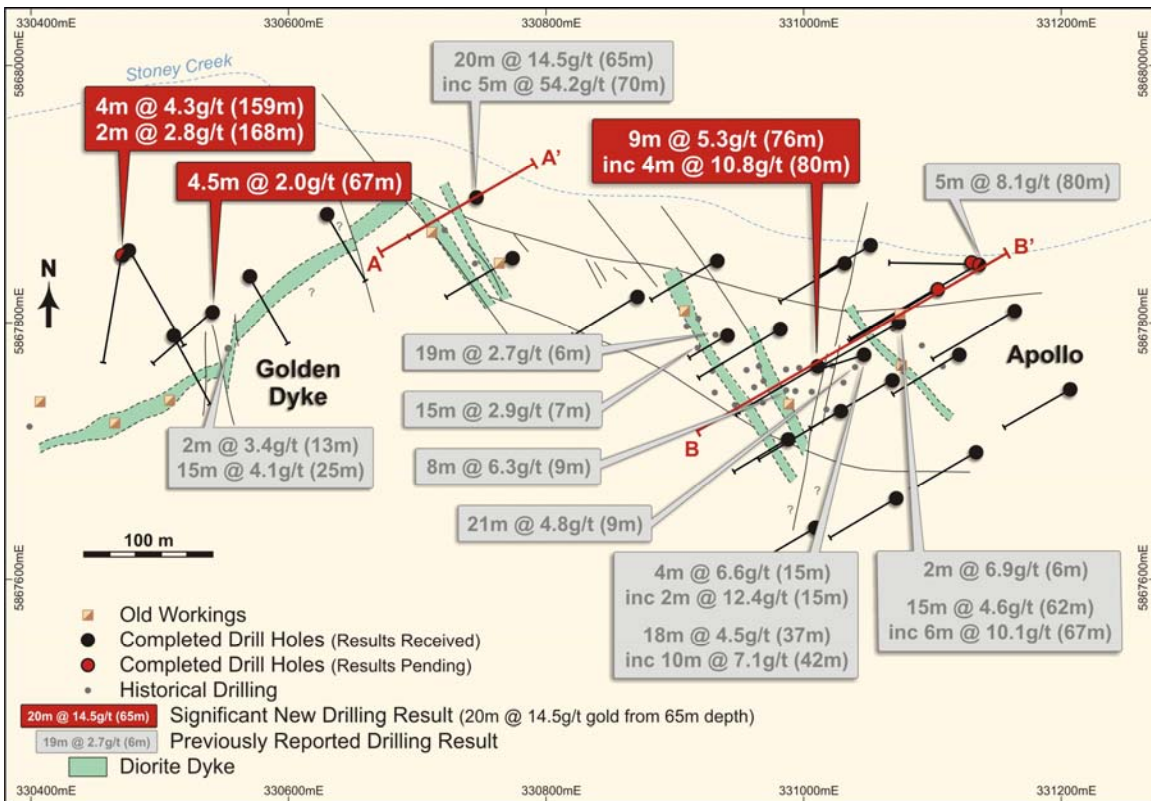 330400mE
330600mE
330800mE
331000mE
331200mE
5868000mE
5868000mE
Stoney Creek
20m @ 14.5g/t (65m)
inc 5m @ 54.2g/t (70m)
4m @ 4.3g/t (159m)
2m @ 2.8g/t (168m)
9m @ 5.3g/t (76m)
inc 4m @ 10.8g/t (80m)
4.5m @ 2.0g/t (67m)
A'
5m @ 8.1g/t (80m)
?
A
B'
N
?
5867800mE
5867800mE
19m @ 2.7g/t (6m)
Golden
Dyke
Apollo
15m @ 2.9g/t (7m)
2m @ 3.4g/t (13m)
15m @ 4.1g/t (25m)
B
8m @ 6.3g/t (9m)
?
?
21m @ 4.8g/t (9m)
100 m
5867600mE
5867600mE
4m @ 6.6g/t (15m)
inc 2m @ 12.4g/t (15m)
18m @ 4.5g/t (37m)
inc 10m @ 7.1g/t (42m)
2m @ 6.9g/t (6m)
15m @ 4.6g/t (62m)
inc 6m @ 10.1g/t (67m)
Old Workings
Completed Drill Holes (Results Received)
Completed Drill Holes (Results Pending)
Historical Drilling
20m @ 14.5g/t (65m) Significant New Drilling Result (20m @ 14.5g/t gold from 65m depth)
19m @ 2.7g/t (6m) Previously Reported Drilling Result
Diorite Dyke
330400mE
330600mE
330800mE
331000mE
331200mE